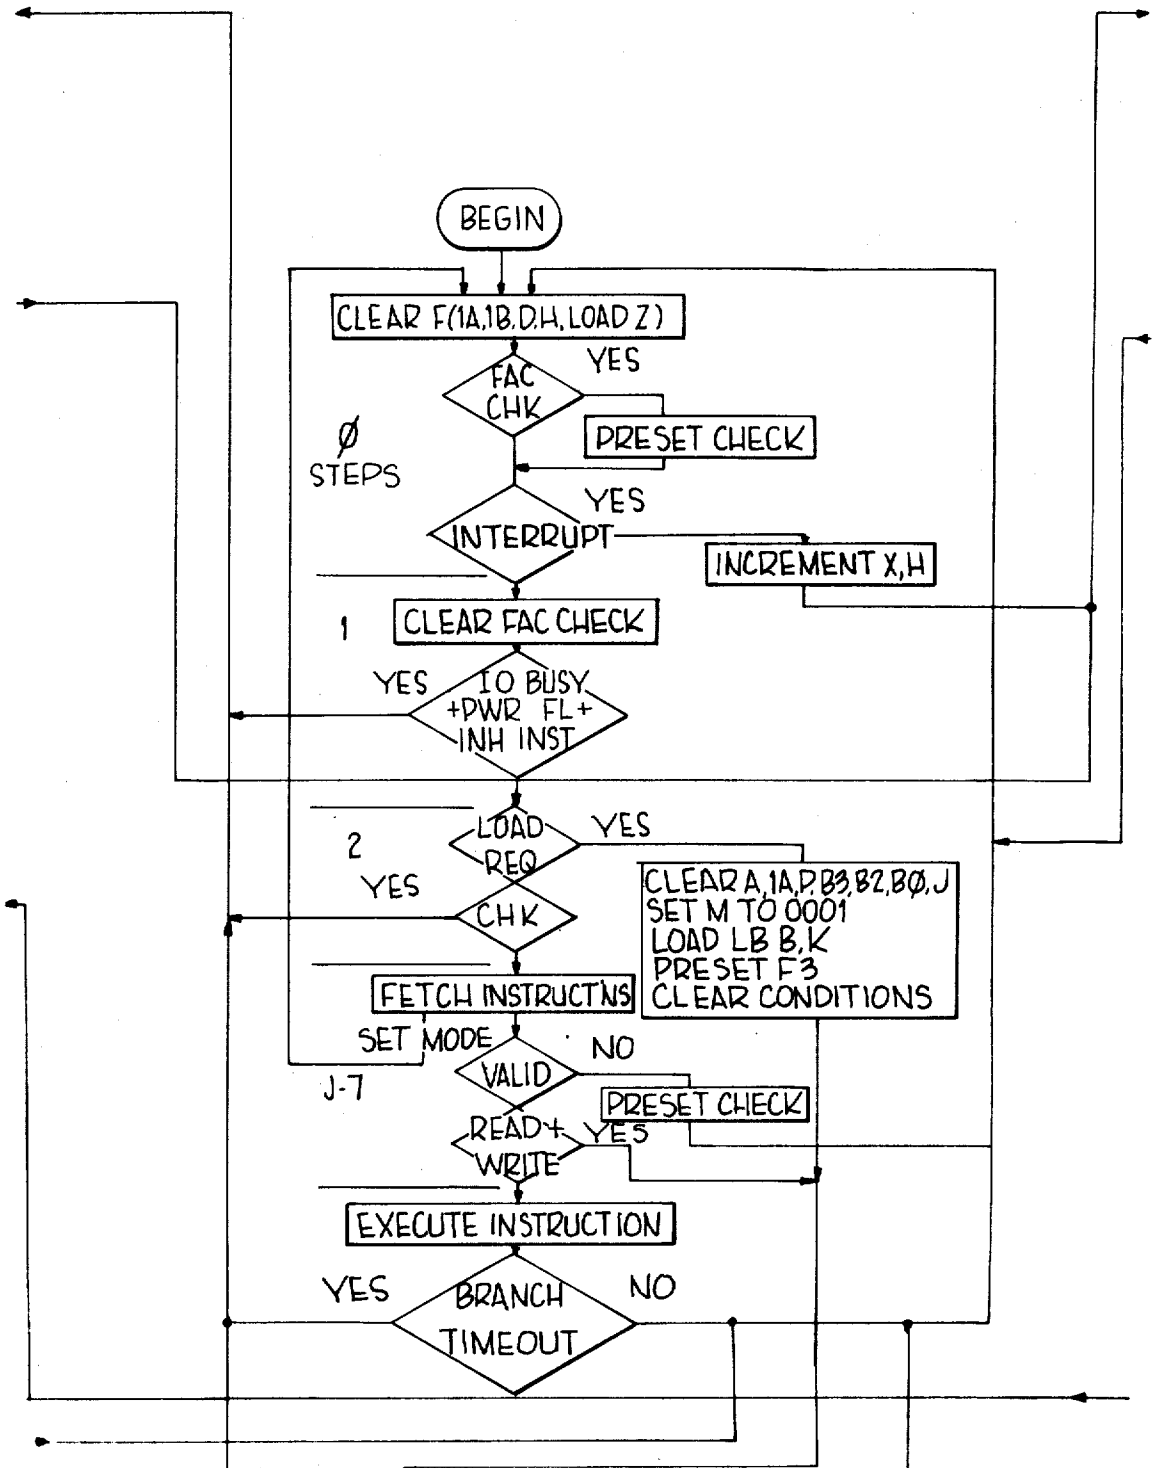 BEGIN
CLEAR F(1A,1B,D,H,LOAD Z)
YES
FAC
CHK
PRESET CHECK
Ø
STEPS
YES
INTERRUPT
INCREMENT X,H
1
CLEAR FAC CHECK
YES
IO BUSY
+PWR FL+
INH INST
2
LOAD
REQ
YES
YES
CHK
CLEAR A,1A,P,B3,B2,BØ,J
SET M TO 0001
LOAD LB B,K
PRESET F3
CLEAR CONDITIONS
FETCH INSTRUCTNS
SET MODE
NO
VALID
J-7
PRESET CHECK
READ+
WRITE
YES
EXECUTE INSTRUCTION
YES
BRANCH
TIMEOUT
NO